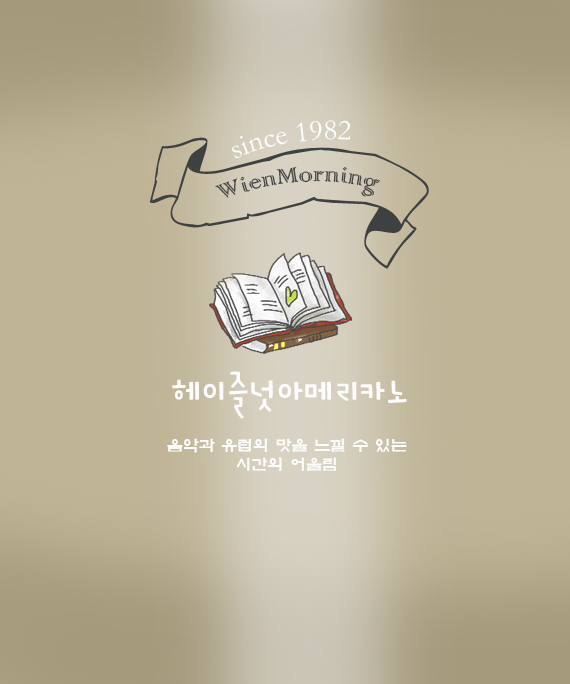 since 1982
WienMorning
헤이즐넛아메리카노
음악과 유럽의 맛을 느낄 수 있는
시간의 어울림